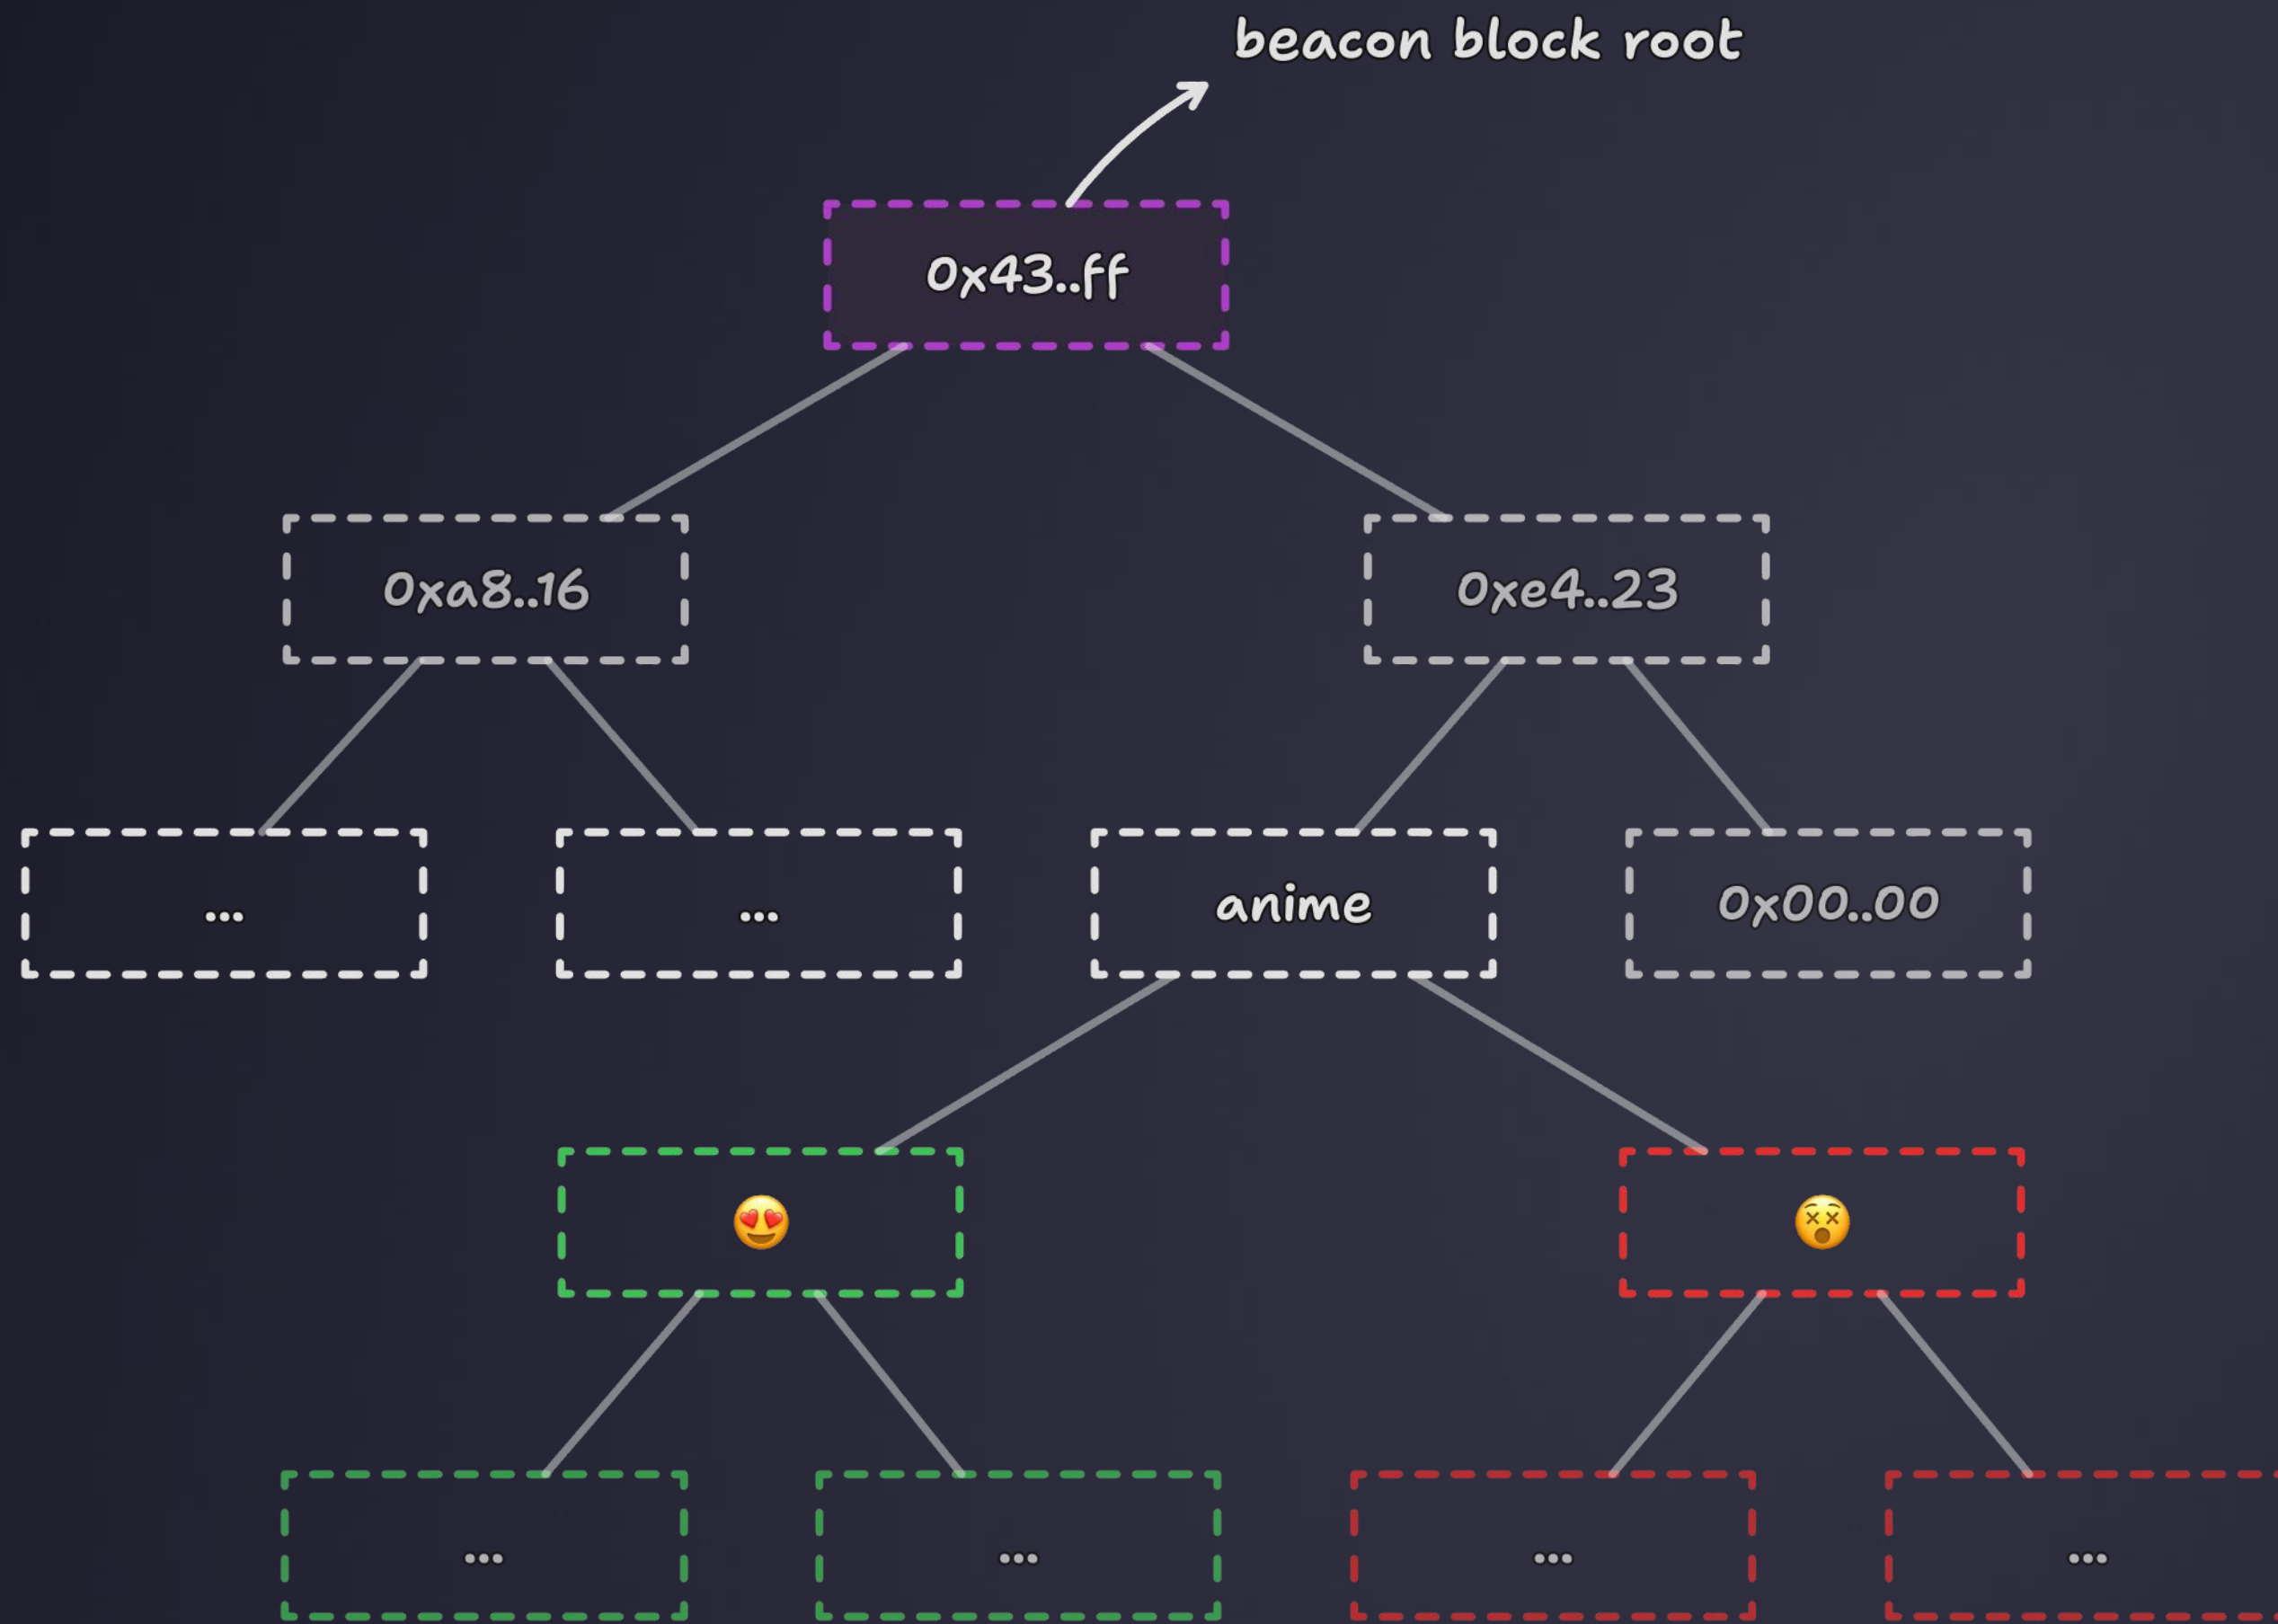 beacon block root
0x43..ff
0xa8..16
0xe4..23
...
...
anime
0x00..00
😍
😵
...
...
...
...